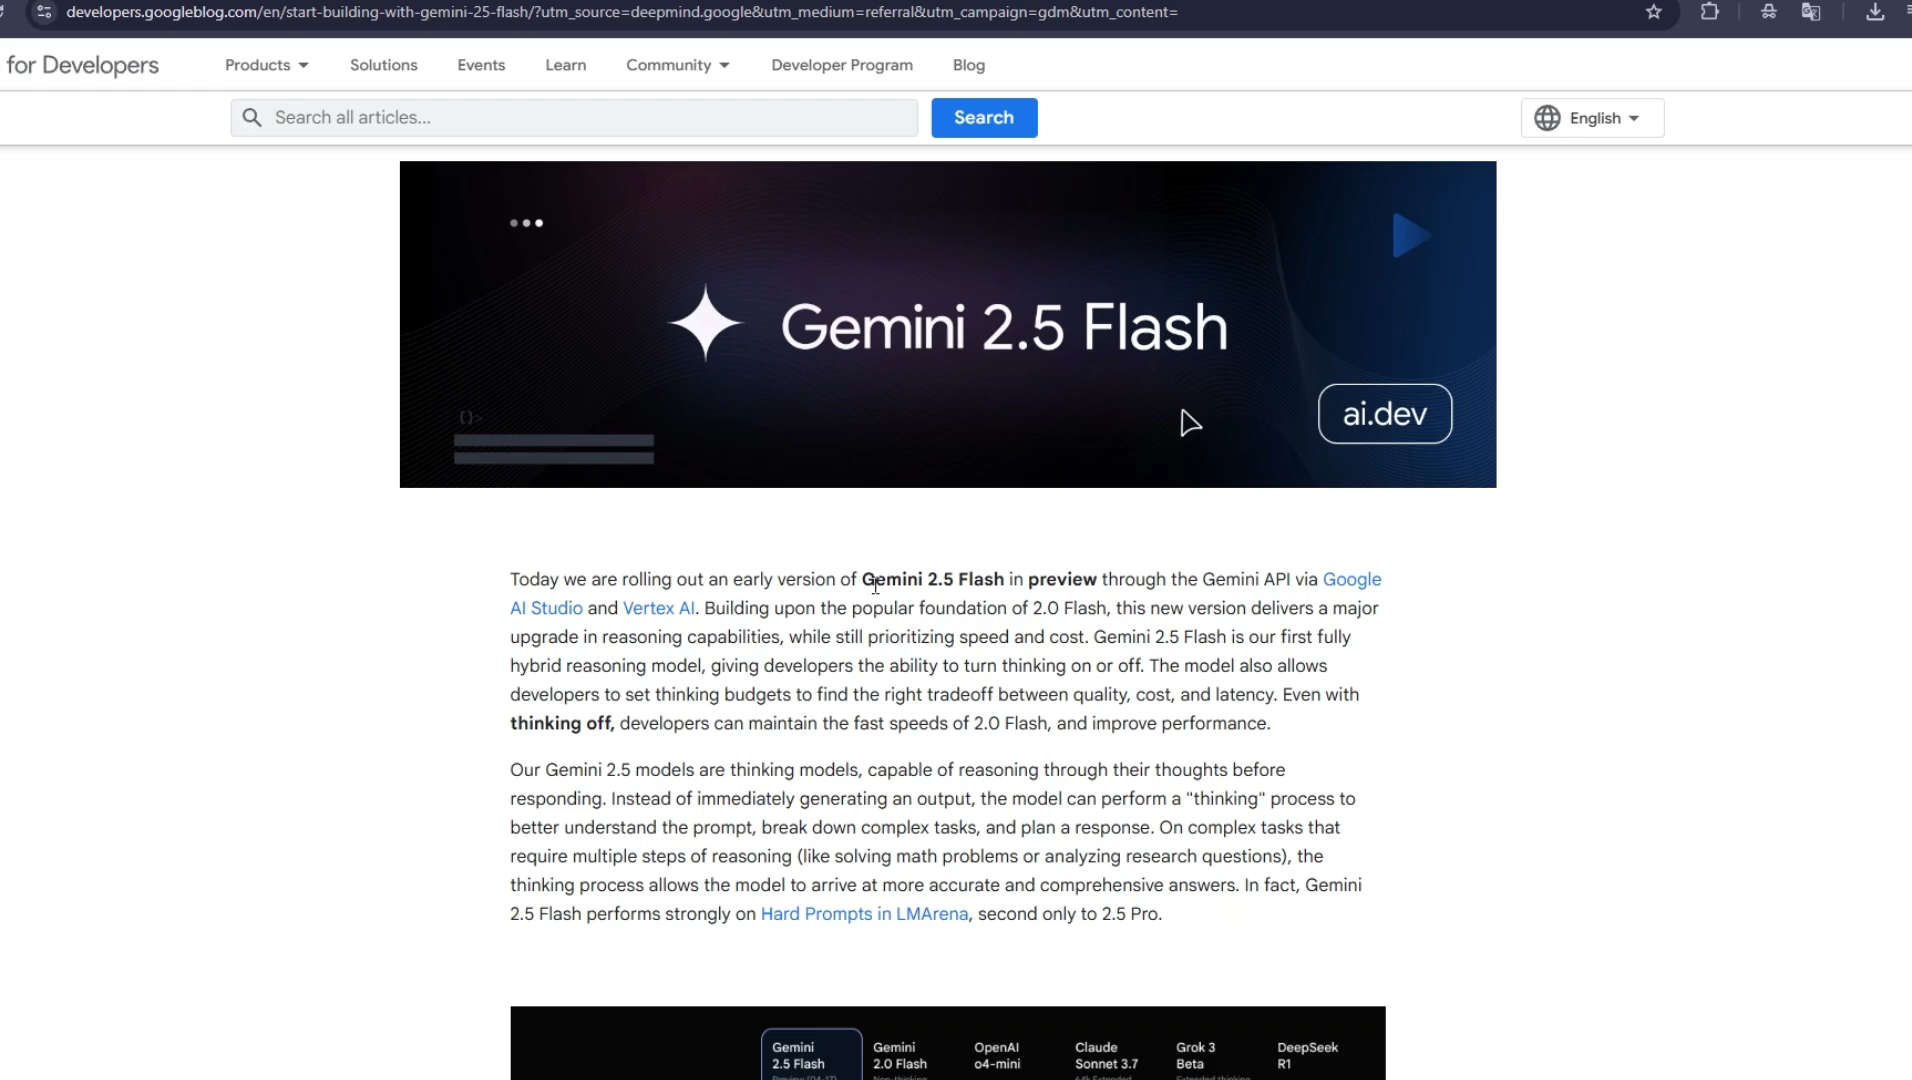 developers.googleblog.com/en/start-building-with-gemini-25-flash/?utm_source=deepmind.google&utm_medium=referral&utm_campaign=gdm&utm_content=
for Developers Products Solutions Events Learn Community Developer Program Blog
Search all articles... Search English
Gemini 2.5 Flash
{}>
ai.dev
Today we are rolling out an early version of Gemini 2.5 Flash in preview through the Gemini API via Google
AI Studio and Vertex AI. Building upon the popular foundation of 2.0 Flash, this new version delivers a major
upgrade in reasoning capabilities, while still prioritizing speed and cost. Gemini 2.5 Flash is our first fully
hybrid reasoning model, giving developers the ability to turn thinking on or off. The model also allows
developers to set thinking budgets to find the right tradeoff between quality, cost, and latency. Even with
thinking off, developers can maintain the fast speeds of 2.0 Flash, and improve performance.
Our Gemini 2.5 models are thinking models, capable of reasoning through their thoughts before
responding. Instead of immediately generating an output, the model can perform a "thinking" process to
better understand the prompt, break down complex tasks, and plan a response. On complex tasks that
require multiple steps of reasoning (like solving math problems or analyzing research questions), the
thinking process allows the model to arrive at more accurate and comprehensive answers. In fact, Gemini
2.5 Flash performs strongly on Hard Prompts in LMArena, second only to 2.5 Pro.
Gemini Gemini OpenAI Claude Grok 3 DeepSeek
2.5 Flash 2.0 Flash o4-mini Sonnet 3.7 Beta R1